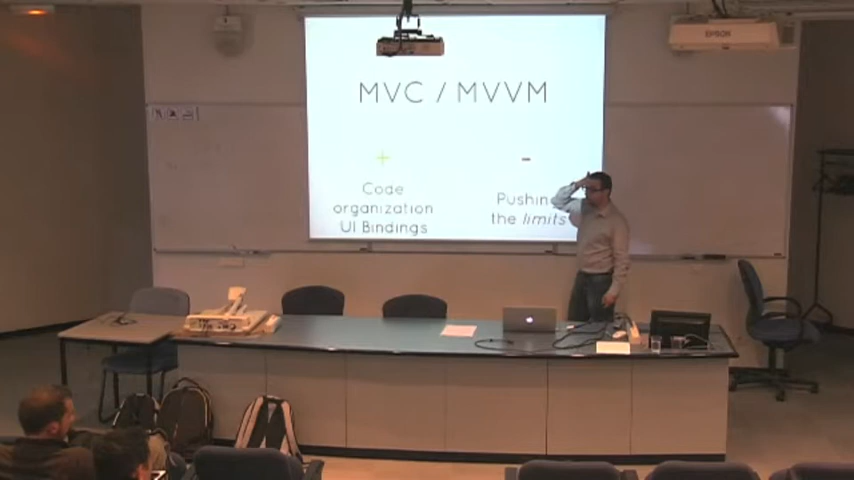 EPSON
MVC / MVVM
+
-
Code
organization
UI Bindings
Pushin
the limits